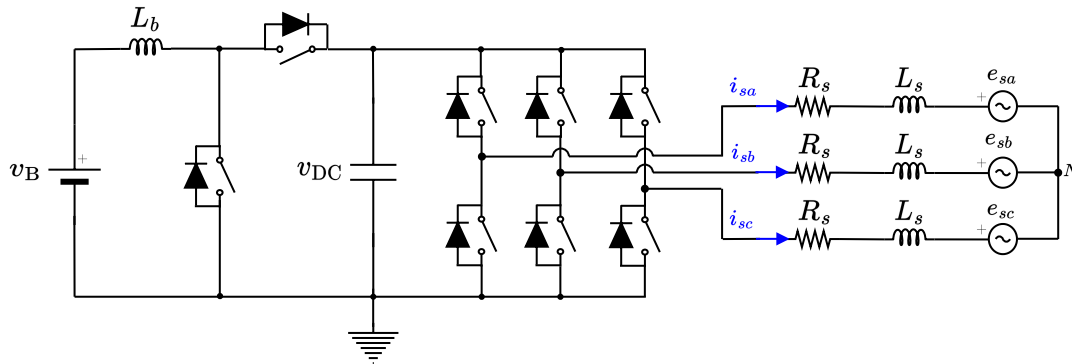 L_b
v_B
+
v_DC
i_sa
R_s
L_s
+
e_sa
i_sb
R_s
L_s
+
e_sb
i_sc
R_s
L_s
+
e_sc